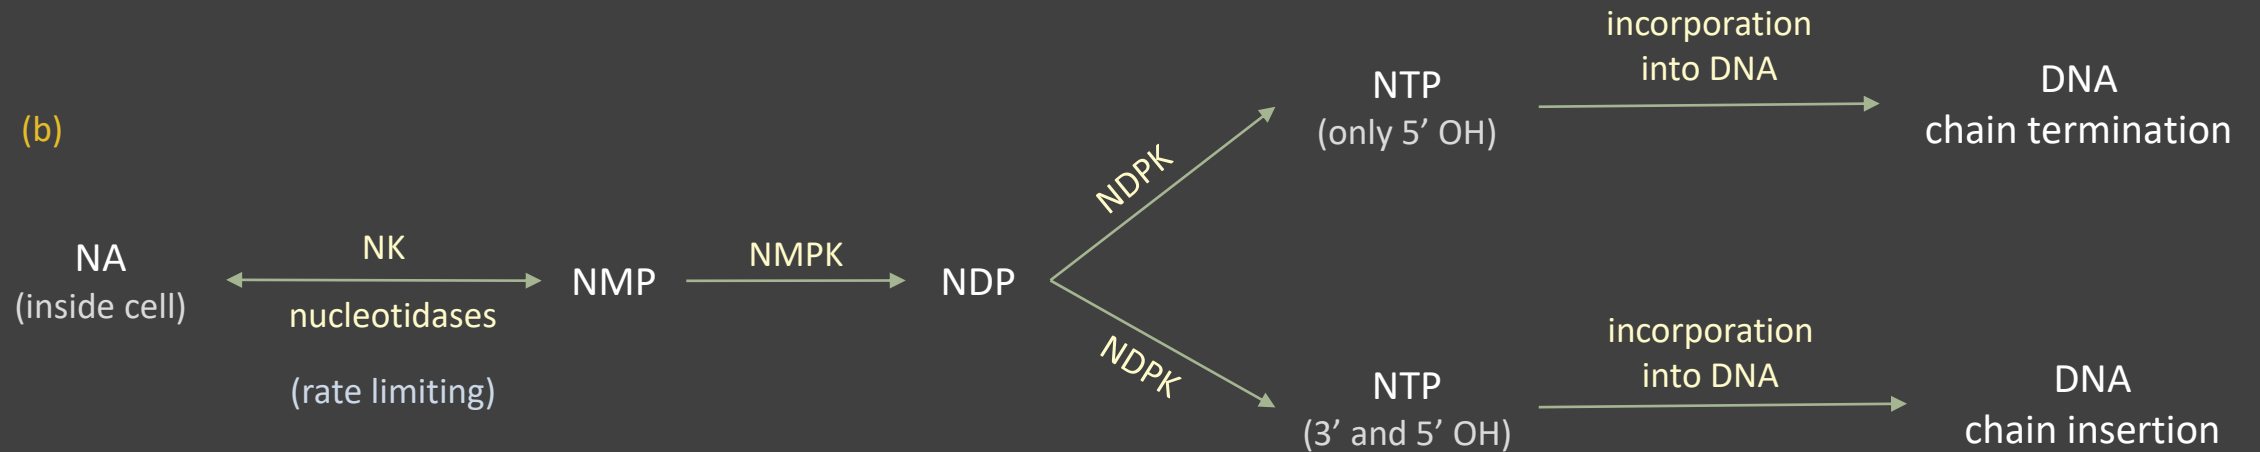 (b)
NA
(inside cell)
NK
nucleotidases
(rate limiting)
NMP
NMPK
NDP
NDPK
NTP
(only 5’ OH)
incorporation
into DNA
DNA
chain termination
NDPK
NTP
(3’ and 5’ OH)
incorporation
into DNA
DNA
chain insertion